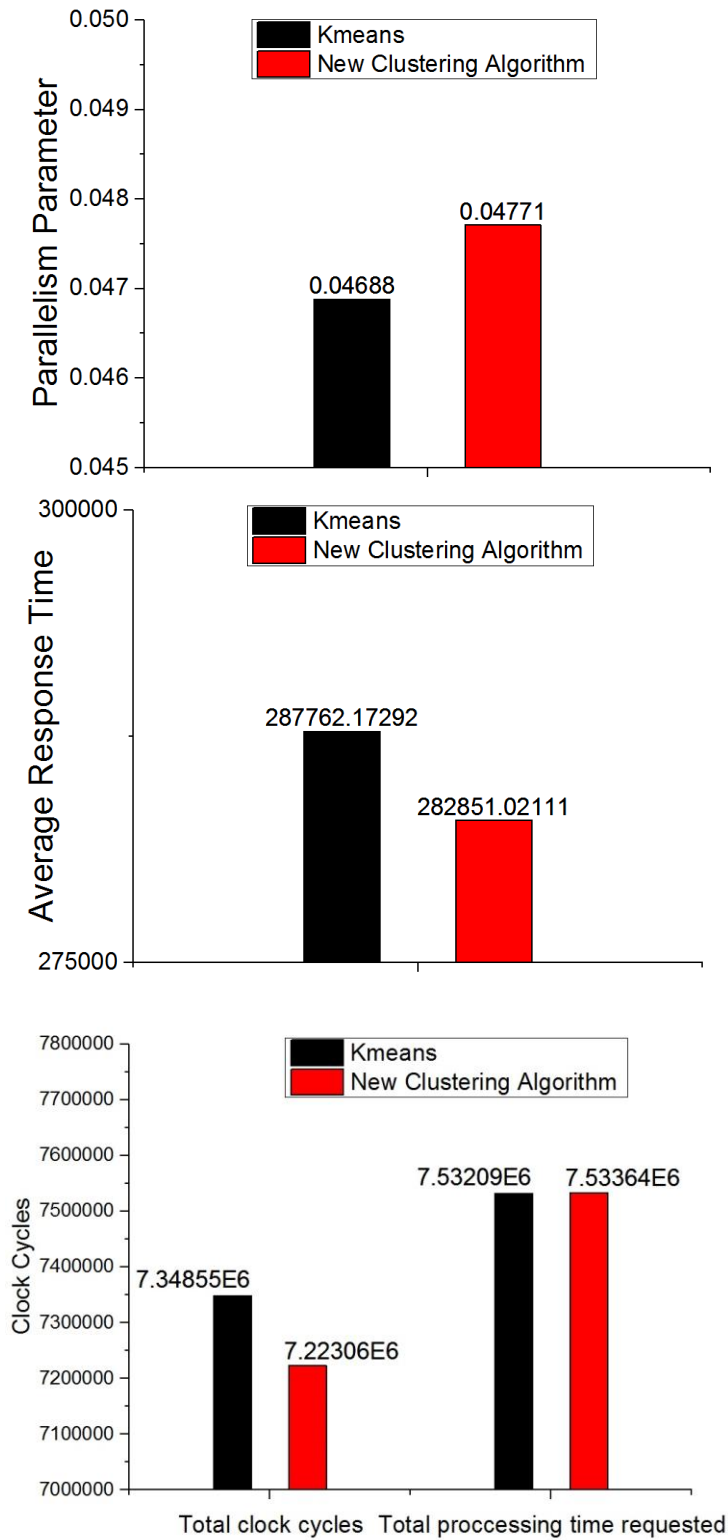 0.050
Kmeans
New Clustering Algorithm
0.049
0.048
0.04771
0.047
0.04688
0.046
0.045
Parallelism Parameter
300000
Kmeans
New Clustering Algorithm
287762.17292
282851.02111
275000
Average Response Time
7800000
Kmeans
New Clustering Algorithm
7700000
7600000
7.53209E6 7.53364E6
7500000
7400000
7.34855E6
7300000
7.22306E6
7200000
7100000
7000000
Clock Cycles
Total clock cycles Total proccessing time requested